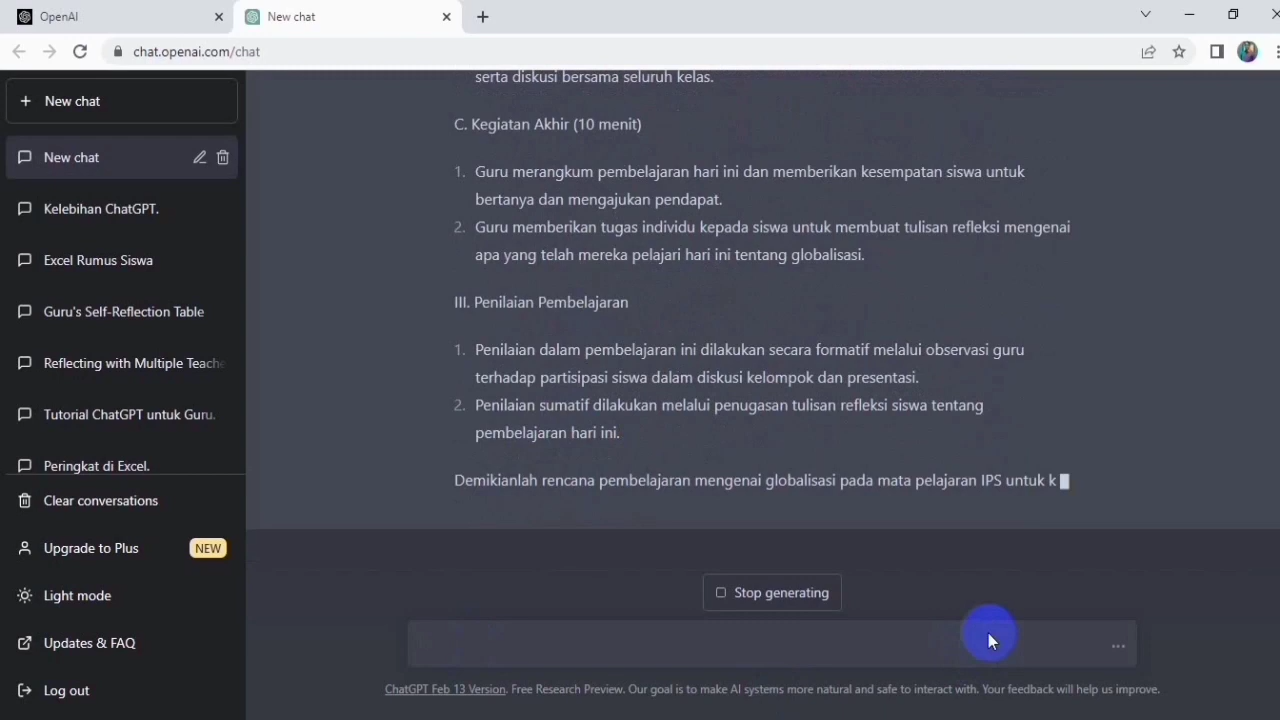 OpenAI
New chat
chat.openai.com/chat
New chat
New chat
Kelebihan ChatGPT.
Excel Rumus Siswa
Guru's Self-Reflection Table
Reflecting with Multiple Teache
Tutorial ChatGPT untuk Guru.
Peringkat di Excel.
Clear conversations
Upgrade to Plus NEW
Light mode
Updates & FAQ
Log out
serta diskusi bersama seluruh kelas.
C. Kegiatan Akhir (10 menit)
1. Guru merangkum pembelajaran hari ini dan memberikan kesempatan siswa untuk
bertanya dan mengajukan pendapat.
2. Guru memberikan tugas individu kepada siswa untuk membuat tulisan refleksi mengenai
apa yang telah mereka pelajari hari ini tentang globalisasi.
III. Penilaian Pembelajaran
1. Penilaian dalam pembelajaran ini dilakukan secara formatif melalui observasi guru
terhadap partisipasi siswa dalam diskusi kelompok dan presentasi.
2. Penilaian sumatif dilakukan melalui penugasan tulisan refleksi siswa tentang
pembelajaran hari ini.
Demikianlah rencana pembelajaran mengenai globalisasi pada mata pelajaran IPS untuk k
Stop generating
ChatGPT Feb 13 Version. Free Research Preview. Our goal is to make AI systems more natural and safe to interact with. Your feedback will help us improve.